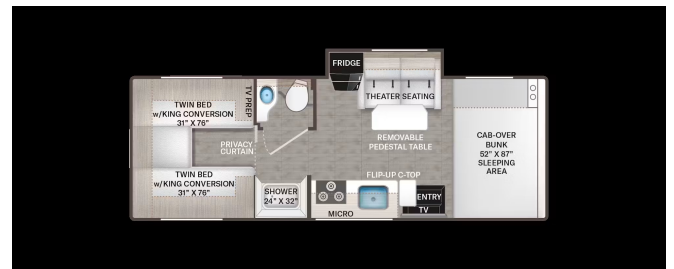 FRIDGE
THEATER SEATING
TV PREP
TWIN BED
w/KING CONVERSION
31" X 76"
PRIVACY
CURTAIN
REMOVABLE
PEDESTAL TABLE
CAB-OVER
BUNK
52" X 87"
SLEEPING
AREA
TWIN BED
w/KING CONVERSION
31" X 76"
FLIP-UP C-TOP
SHOWER
24" X 32"
MICRO
ENTRY
TV